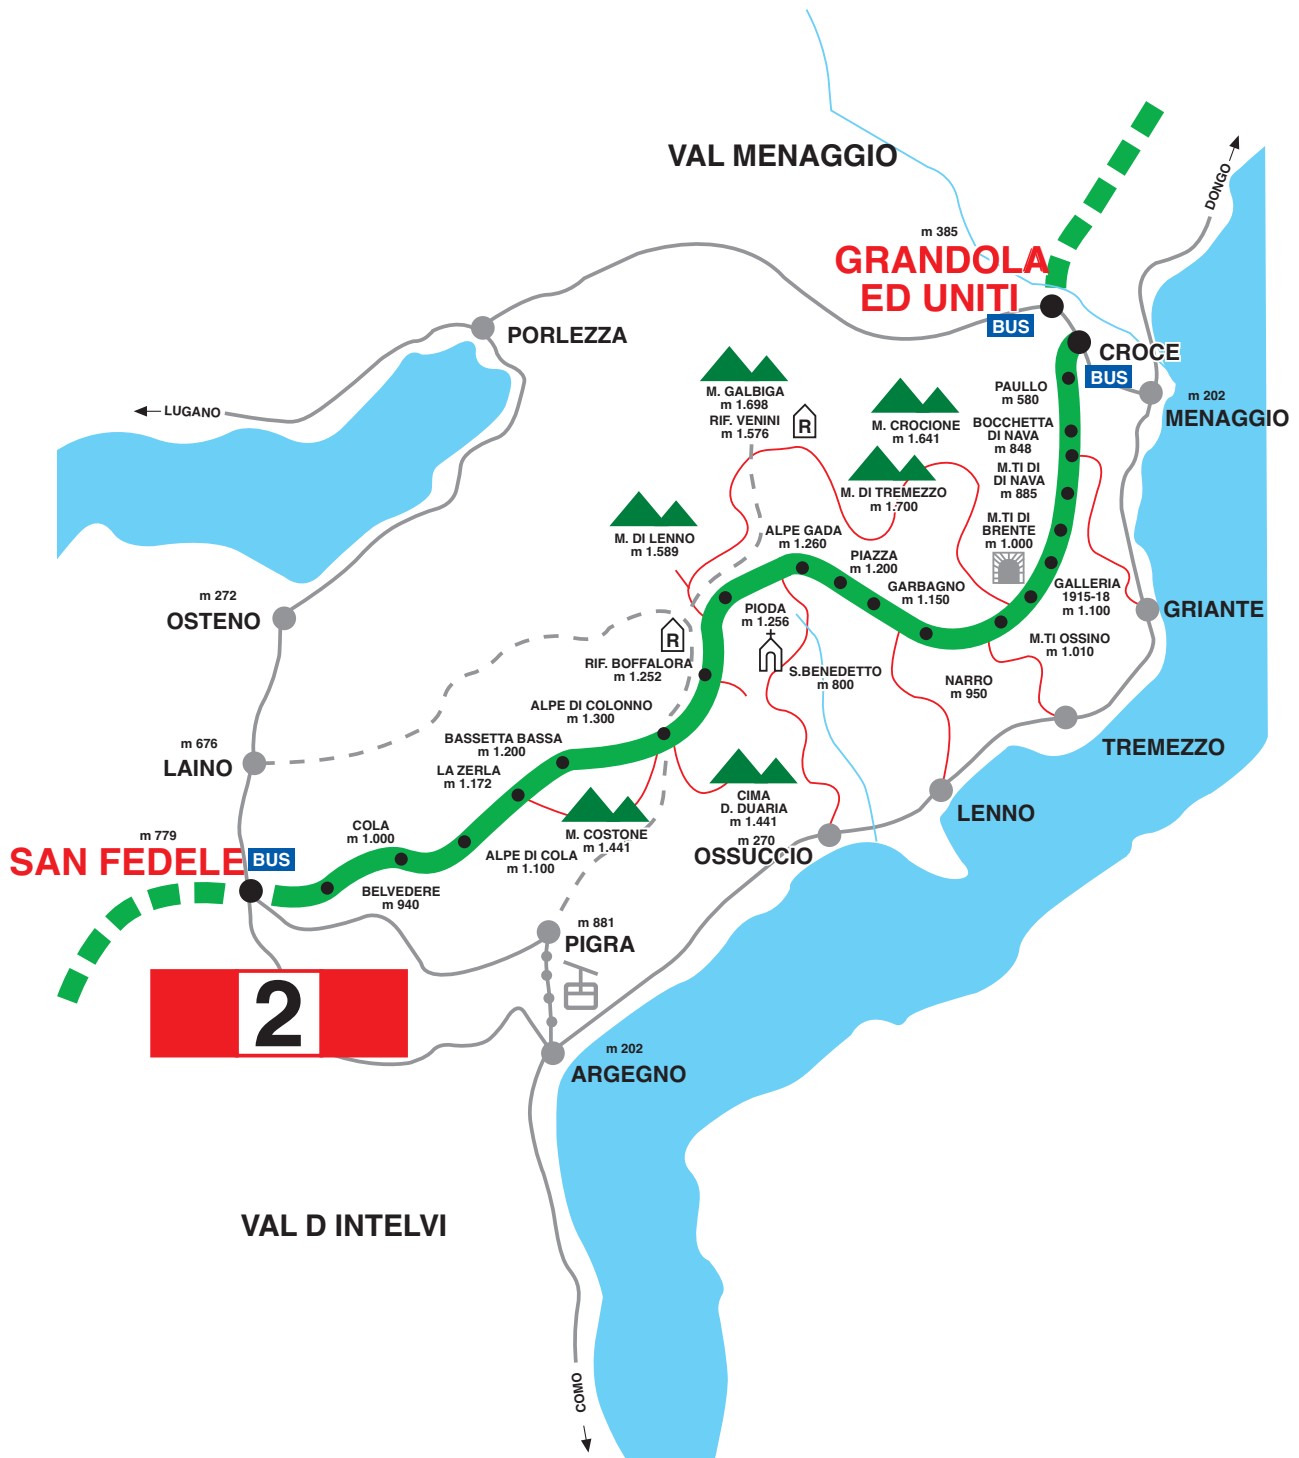 DONGO
VAL MENAGGIO
m 385
GRANDOLA
ED UNITI
BUS
PORLEZZA
CROCE
BUS
LUGANO
M. GALBIGA
m 1.698
RIF. VENINI
m 1.576
R
M. CROCIONE
m 1.641
PAULLO
m 580
m 202
MENAGGIO
BOCCHETTA
DI NAVA
m 848
M.TI DI
DI NAVA
m 885
M. DI TREMEZZO
m 1.700
M. DI LENNO
m 1.589
ALPE GADA
m 1.260
M.TI DI
BRENTE
m 1.000
PIAZZA
m 1.200
GARBAGNO
m 1.150
GALLERIA
1915-18
m 1.100
GRIANTE
m 272
OSTENO
PIODA
m 1.256
R
RIF. BOFFALORA
m 1.252
S.BENEDETTO
m 800
M.TI OSSINO
m 1.010
NARRO
m 950
ALPE DI COLONNO
m 1.300
TREMEZZO
m 676
LAINO
BASSETTA BASSA
m 1.200
LA ZERLA
m 1.172
CIMA
D. DUARIA
m 1.441
LENNO
m 779
SAN FEDELE
BUS
COLA
m 1.000
M. COSTONE
m 1.441
m 270
OSSUCCIO
ALPE DI COLA
m 1.100
BELVEDERE
m 940
m 881
PIGRA
2
m 202
ARGEGNO
VAL D INTELVI
COMO